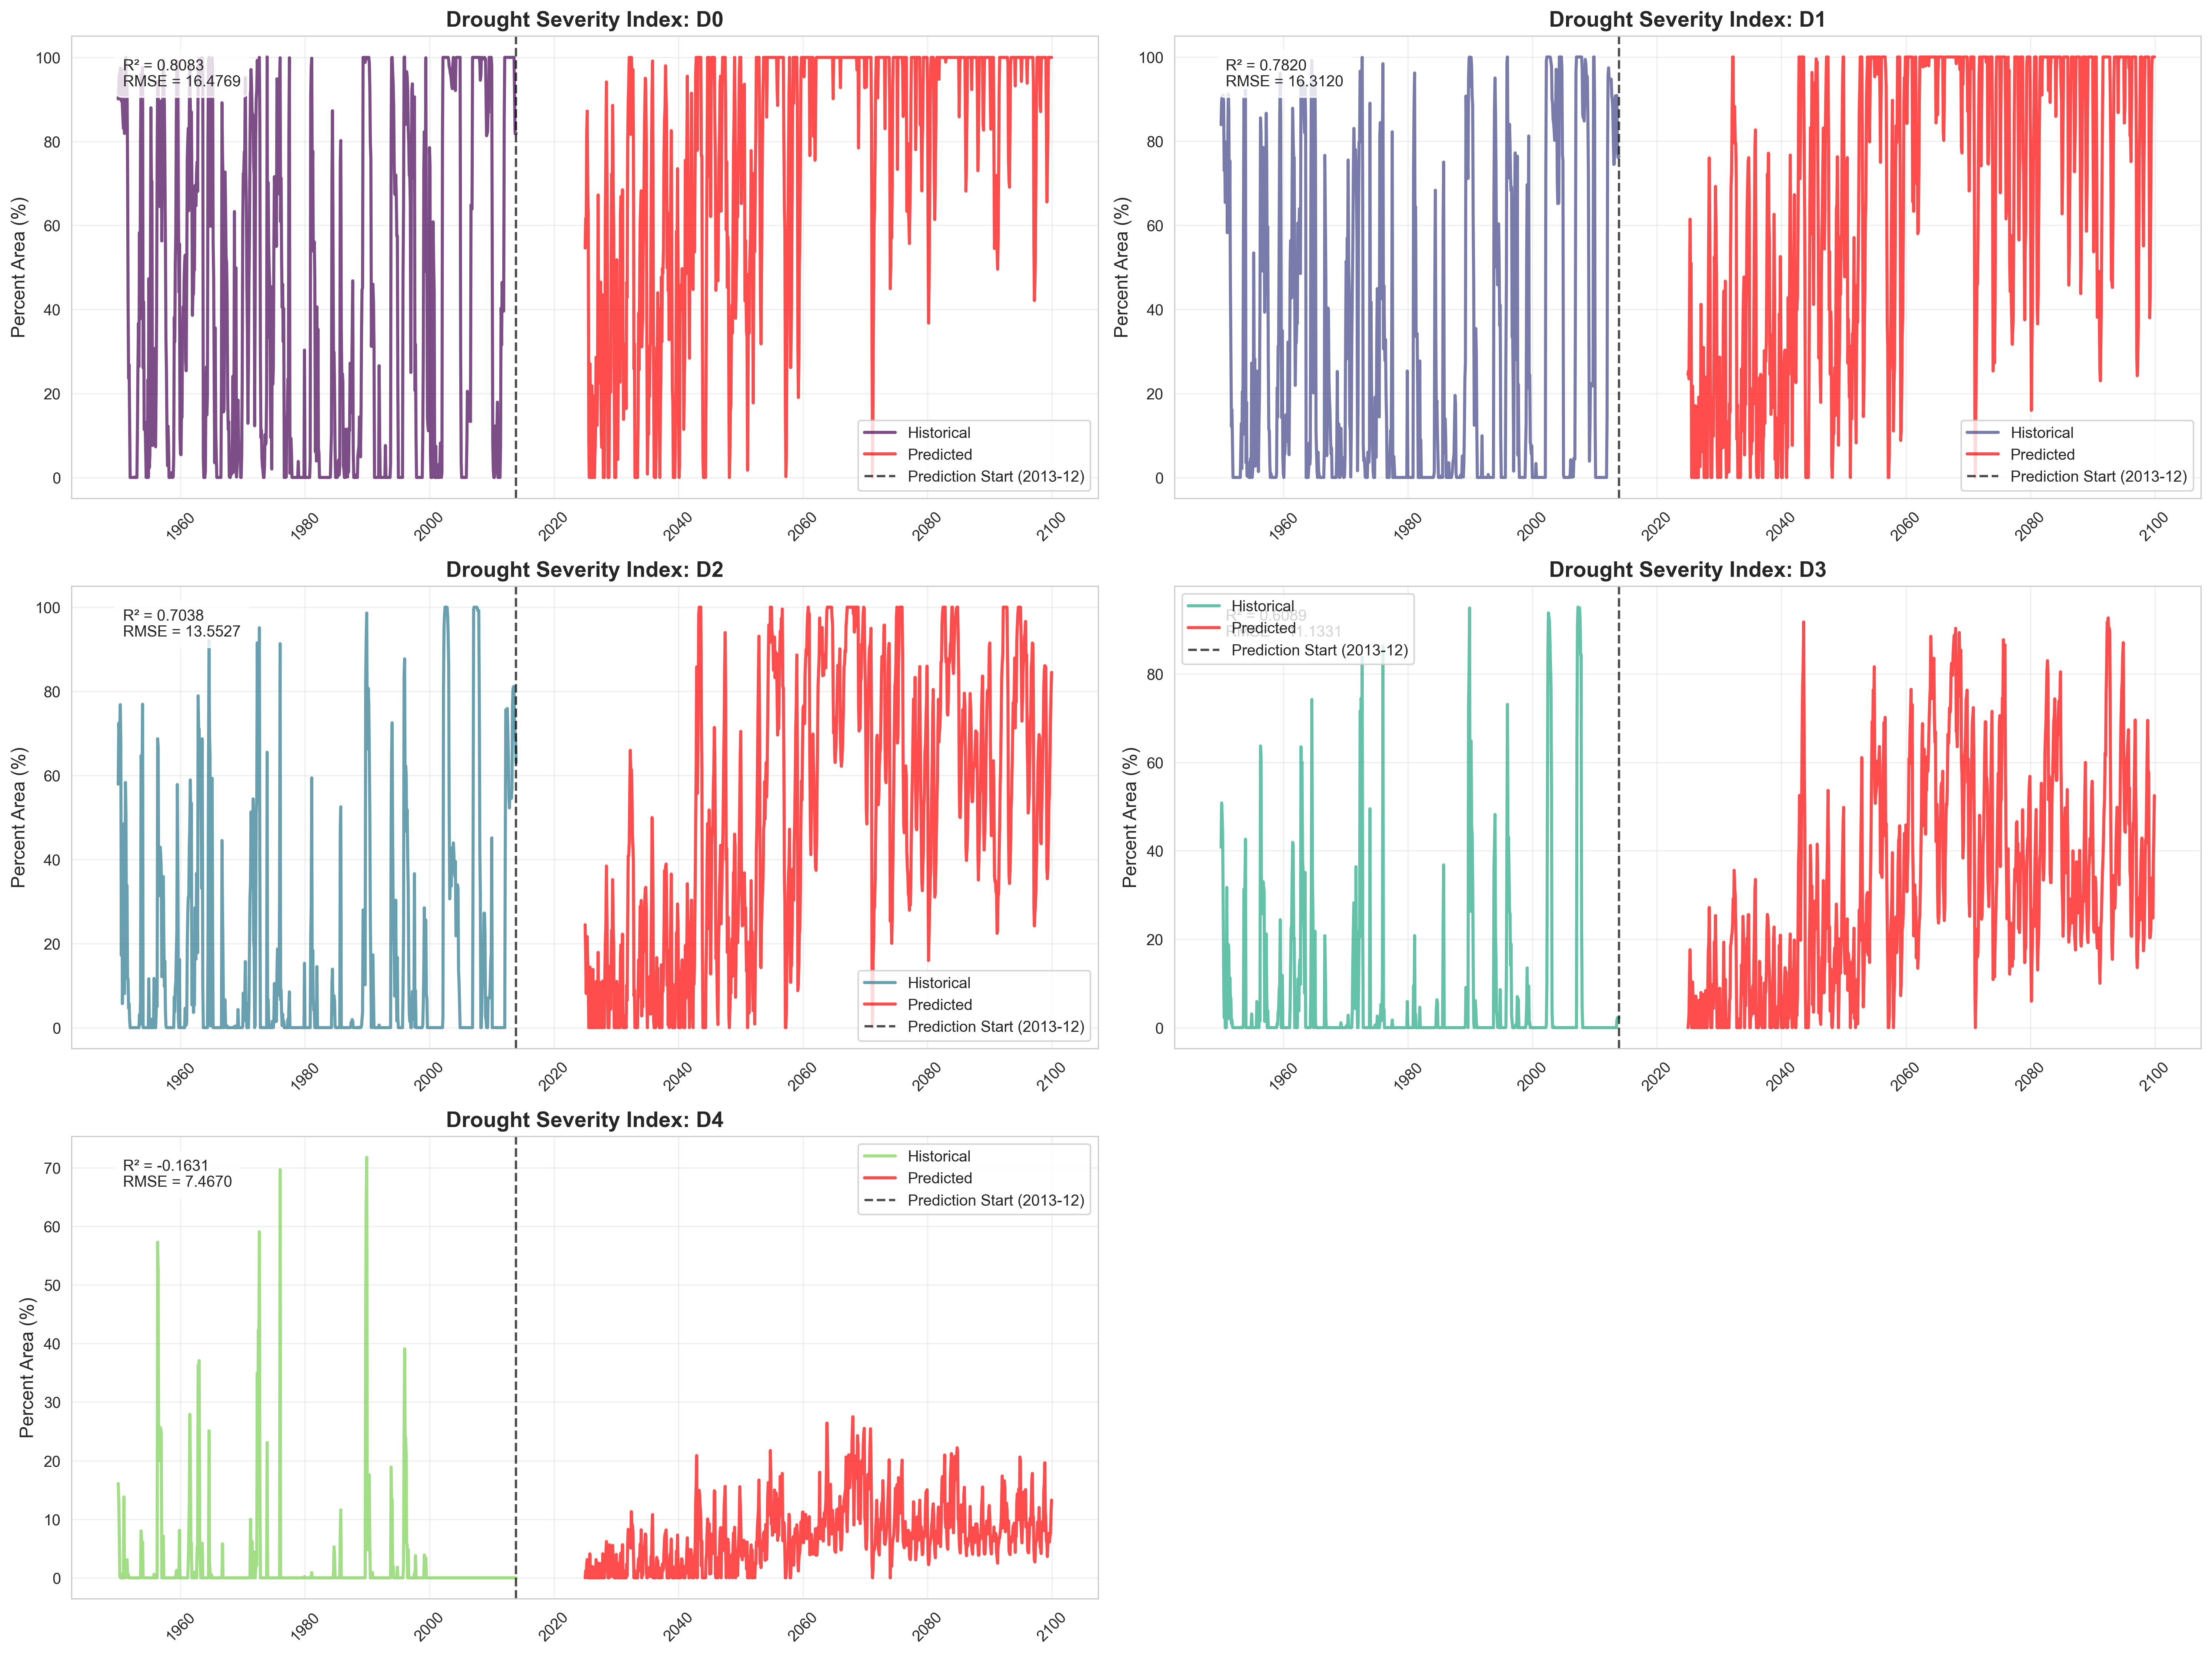 Drought Severity Index: D0
R² = 0.8083
RMSE = 16.4769
Percent Area (%)
100
80
60
40
20
0
1960
1980
2000
2020
2040
2060
2080
2100
Historical
Predicted
Prediction Start (2013-12)
Drought Severity Index: D1
R² = 0.7820
RMSE = 16.3120
Percent Area (%)
100
80
60
40
20
0
1960
1980
2000
2020
2040
2060
2080
2100
Historical
Predicted
Prediction Start (2013-12)
Drought Severity Index: D2
R² = 0.7038
RMSE = 13.5527
Percent Area (%)
100
80
60
40
20
0
1960
1980
2000
2020
2040
2060
2080
2100
Historical
Predicted
Prediction Start (2013-12)
Drought Severity Index: D3
Historical
R² = 0.6089
Predicted
RMSE = 11.1331
Prediction Start (2013-12)
Percent Area (%)
80
60
40
20
0
1960
1980
2000
2020
2040
2060
2080
2100
Drought Severity Index: D4
R² = -0.1631
RMSE = 7.4670
Historical
Predicted
Prediction Start (2013-12)
Percent Area (%)
70
60
50
40
30
20
10
0
1960
1980
2000
2020
2040
2060
2080
2100